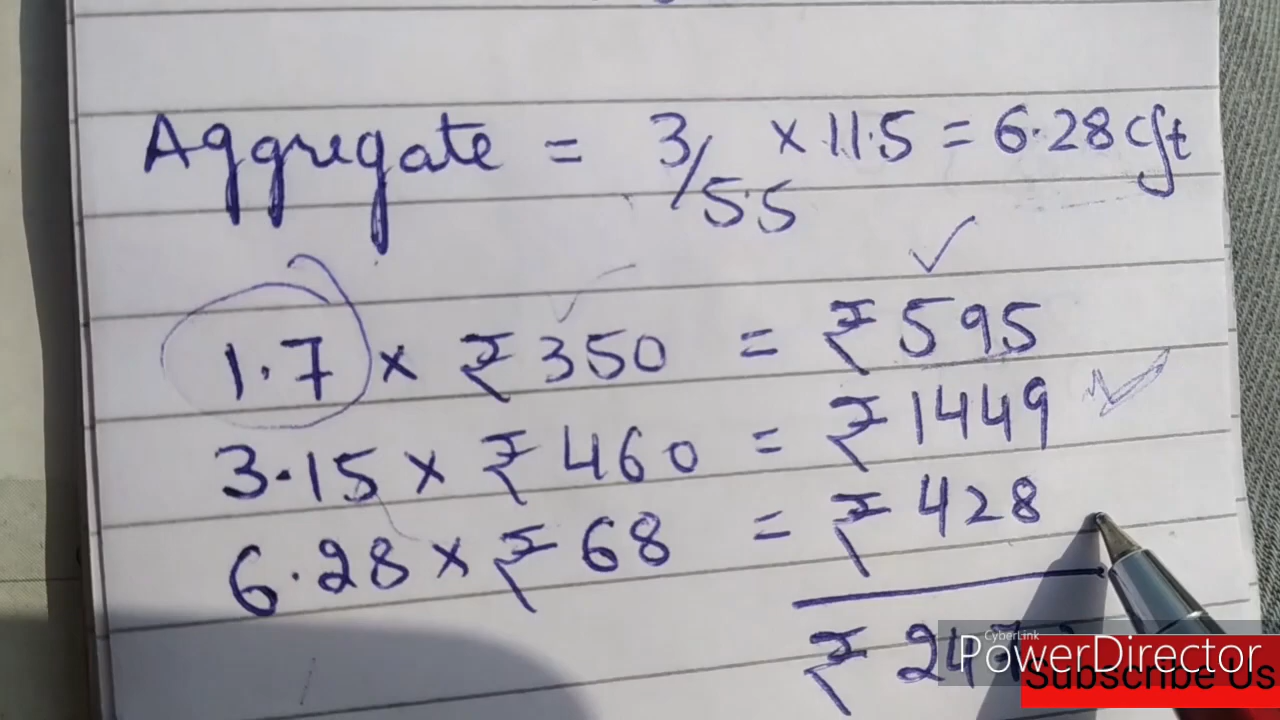 Aggregate = 3/5.5 × 11.5 = 6.28 cft
1.7 × ₹ 350 = ₹ 595
3.15 × ₹ 460 = ₹ 1449
6.28 × ₹ 68 = ₹ 428
₹
CyberLink
PowerDirector
Subscribe Us